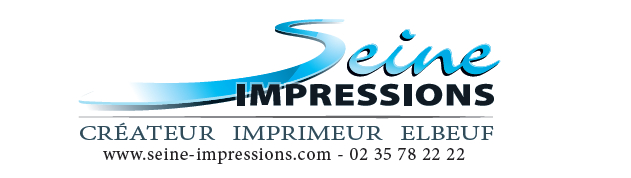 Seine
IMPRESSIONS
CRÉATEUR IMPRIMEUR ELBEUF
www.seine-impressions.com - 02 35 78 22 22